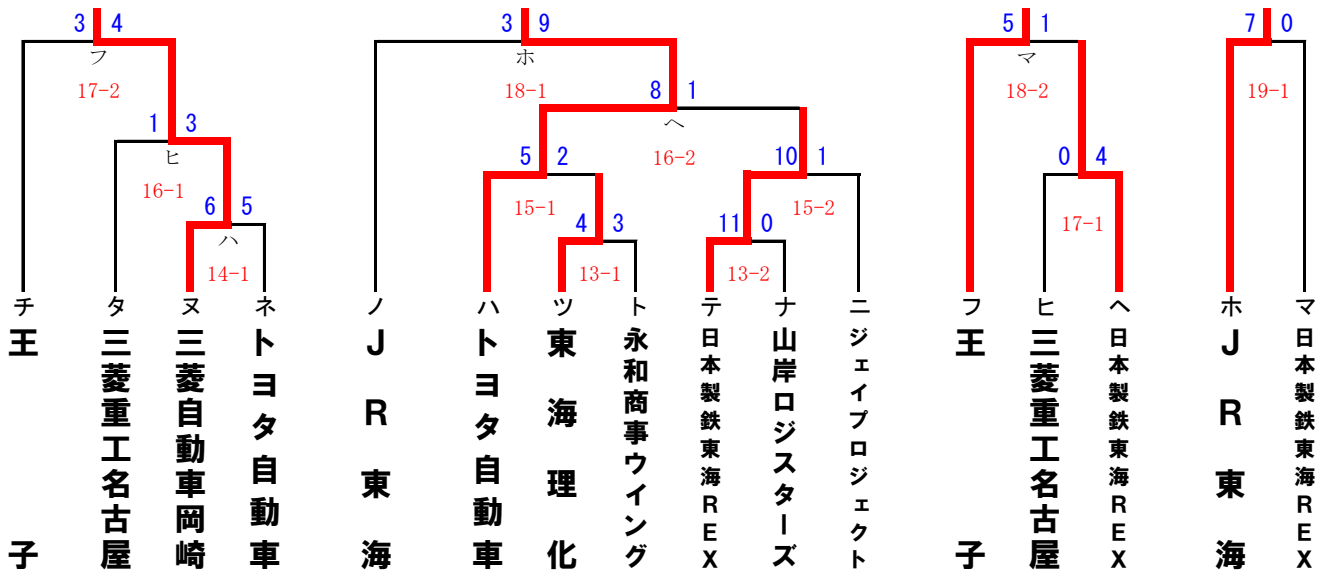 3 4
3 9
5 1
7 0
フ
ホ
マ
17-2
18-1
8 1
18-2
19-1
1 3
ヘ
ヒ
5 2
16-2
10 1
0 4
16-1
6 5
15-1
15-2
4 3
11 0
17-1
ハ
14-1
13-1
13-2
チ タ ヌ ネ ノ ハ ツ ト テ ナ ニ フ ヒ ヘ ホ マ
王子
三菱重工名古屋
三菱自動車岡崎
トヨタ自動車
JR東海
トヨタ自動車
東海理化
永和商事ウイング
日本製鉄東海REX
山岸ロジスターズ
ジェイプロジェクト
王子
三菱重工名古屋
日本製鉄東海REX
JR東海
日本製鉄東海REX